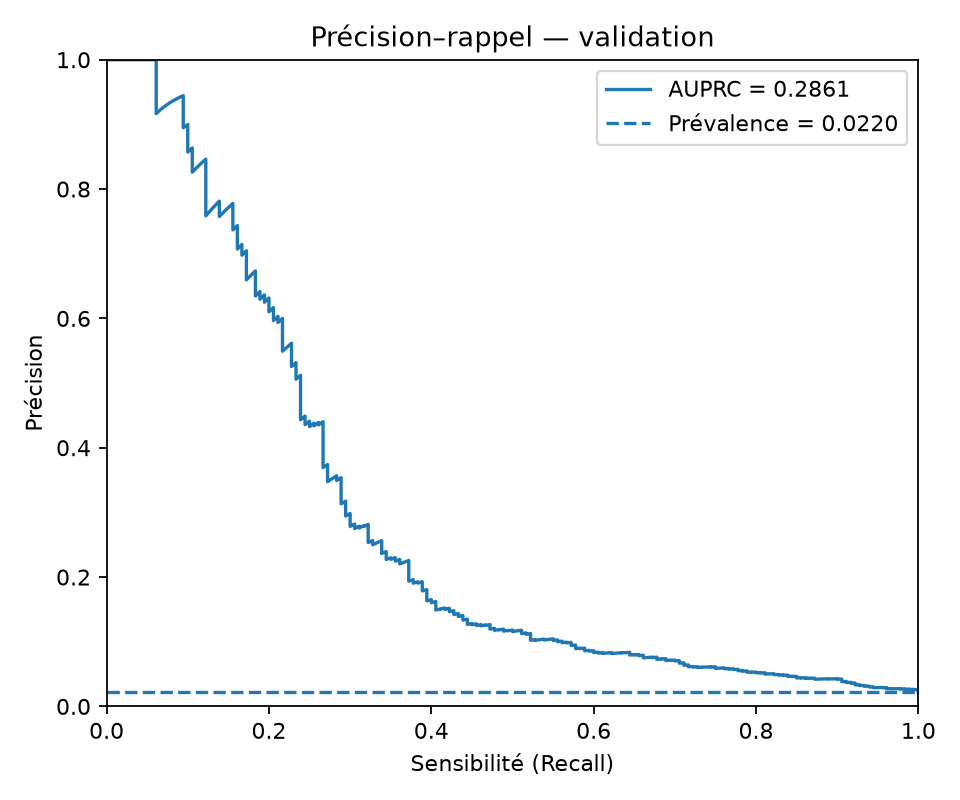 Précision–rappel — validation
AUPRC = 0.2861
Prévalence = 0.0220
1.0
0.8
0.6
0.4
0.2
0.0
Précision
0.0 0.2 0.4 0.6 0.8 1.0
Sensibilité (Recall)